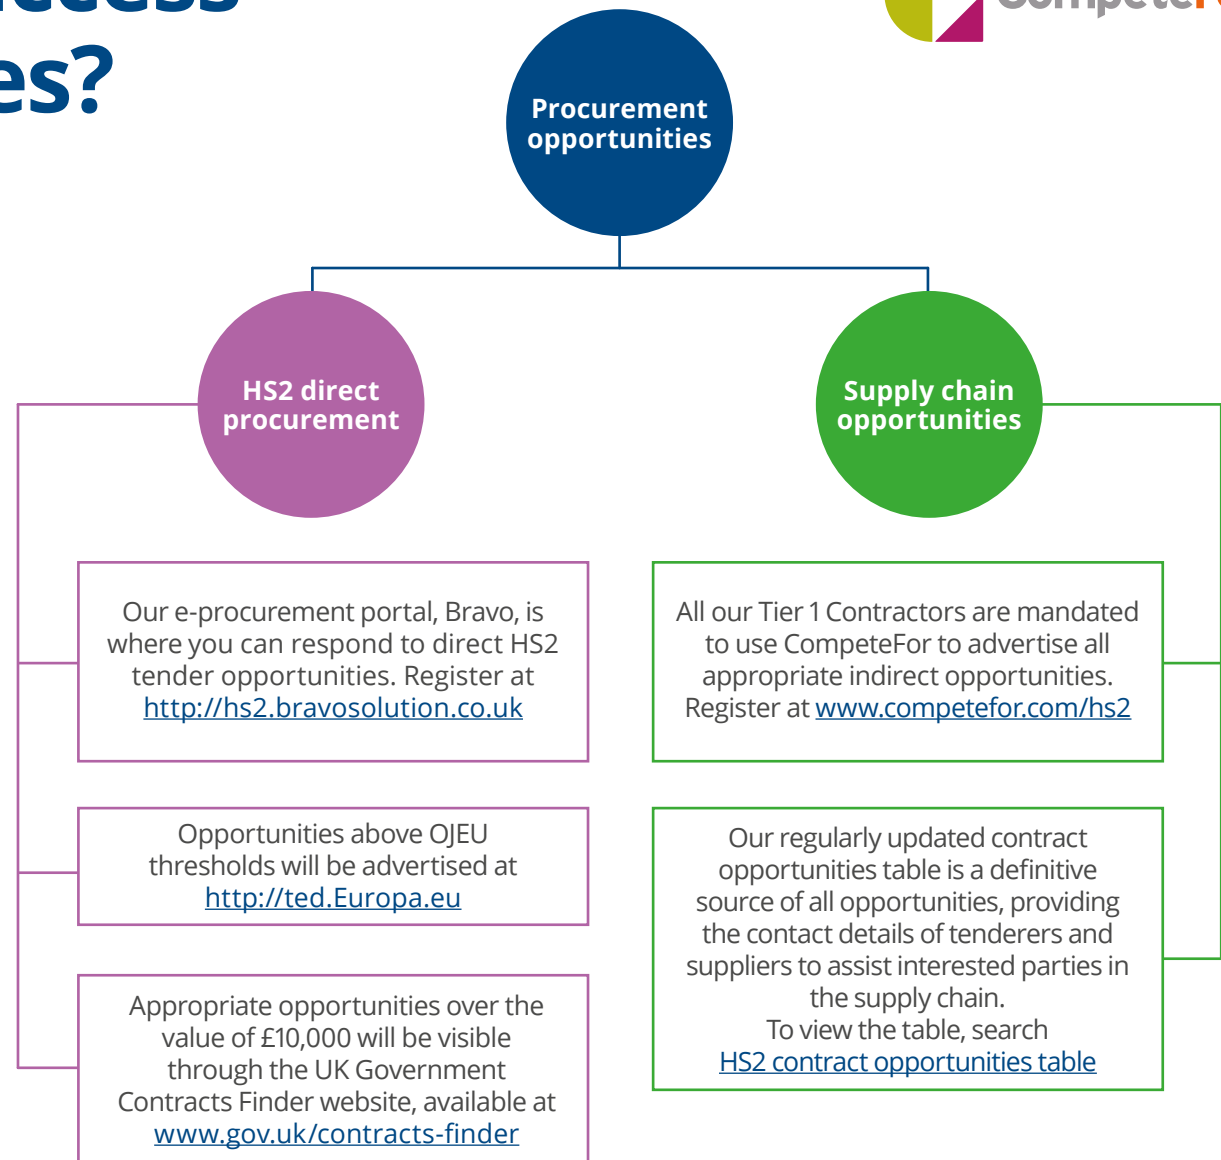 es?
Procurement
opportunities
HS2 direct
procurement
Supply chain
opportunities
Our e-procurement portal, Bravo, is
where you can respond to direct HS2
tender opportunities. Register at
http://hs2.bravosolution.co.uk
Opportunities above OJEU
thresholds will be advertised at
http://ted.Europa.eu
Appropriate opportunities over the
value of £10,000 will be visible
through the UK Government
Contracts Finder website, available at
www.gov.uk/contracts-finder
All our Tier 1 Contractors are mandated
to use CompeteFor to advertise all
appropriate indirect opportunities.
Register at www.competefor.com/hs2
Our regularly updated contract
opportunities table is a definitive
source of all opportunities, providing
the contact details of tenderers and
suppliers to assist interested parties in
the supply chain.
To view the table, search
HS2 contract opportunities table